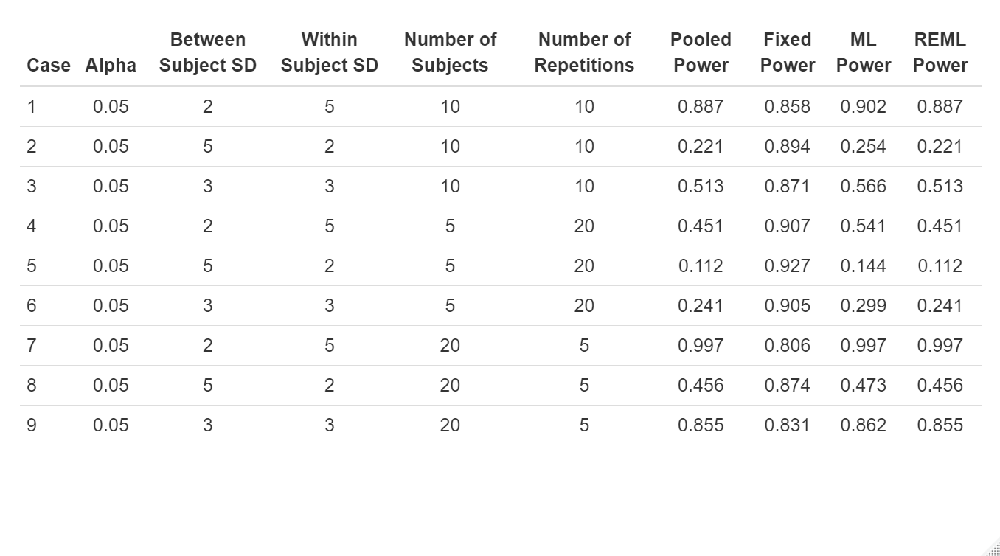 Between Within Number of Number of Pooled Fixed ML REML
Case Alpha Subject SD Subject SD Subjects Repetitions Power Power Power Power
1 0.05 2 5 10 10 0.887 0.858 0.902 0.887
2 0.05 5 2 10 10 0.221 0.894 0.254 0.221
3 0.05 3 3 10 10 0.513 0.871 0.566 0.513
4 0.05 2 5 5 20 0.451 0.907 0.541 0.451
5 0.05 5 2 5 20 0.112 0.927 0.144 0.112
6 0.05 3 3 5 20 0.241 0.905 0.299 0.241
7 0.05 2 5 20 5 0.997 0.806 0.997 0.997
8 0.05 5 2 20 5 0.456 0.874 0.473 0.456
9 0.05 3 3 20 5 0.855 0.831 0.862 0.855